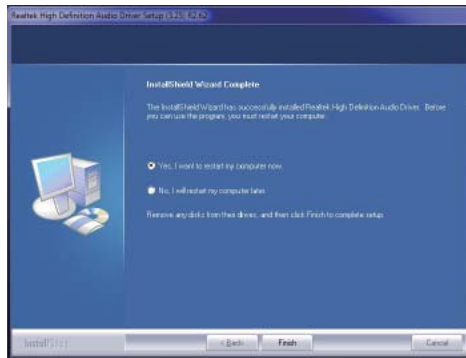 Realtek High Definition Audio Driver Setup (3.23)
InstallShield Wizard Complete
The InstallShield Wizard has successfully installed Realtek High Definition Audio Driver. Before
you can use the program, you must restart your computer.
Yes, I want to restart my computer now.
No, I will restart my computer later.
Remove any disks from their drives, and then click Finish to complete setup.
InstallShield
< Back
Finish
Cancel